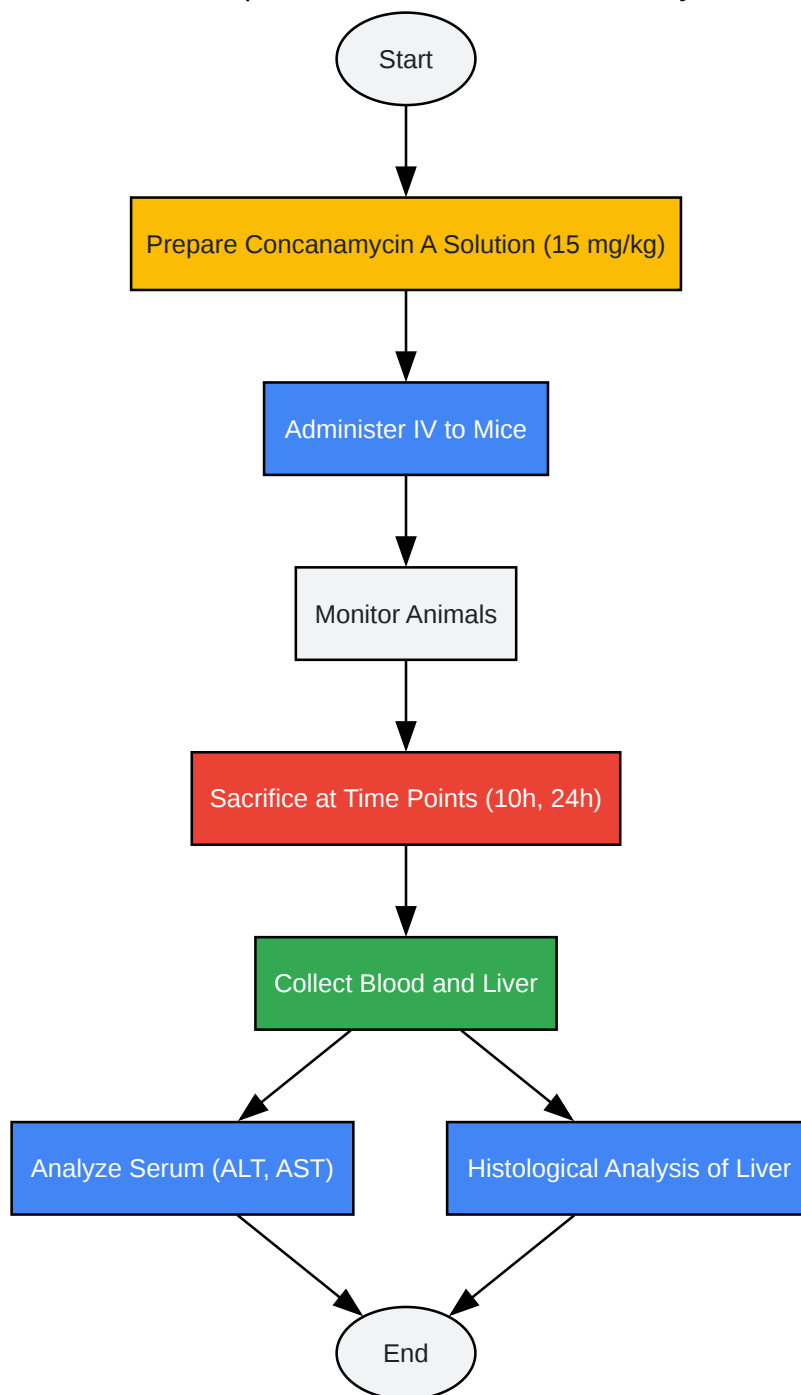 Start
Prepare Concanamycin A Solution (15 mg/kg)
Administer IV to Mice
Monitor Animals
Sacrifice at Time Points (10h, 24h)
Collect Blood and Liver
Analyze Serum (ALT, AST)
Histological Analysis of Liver
End